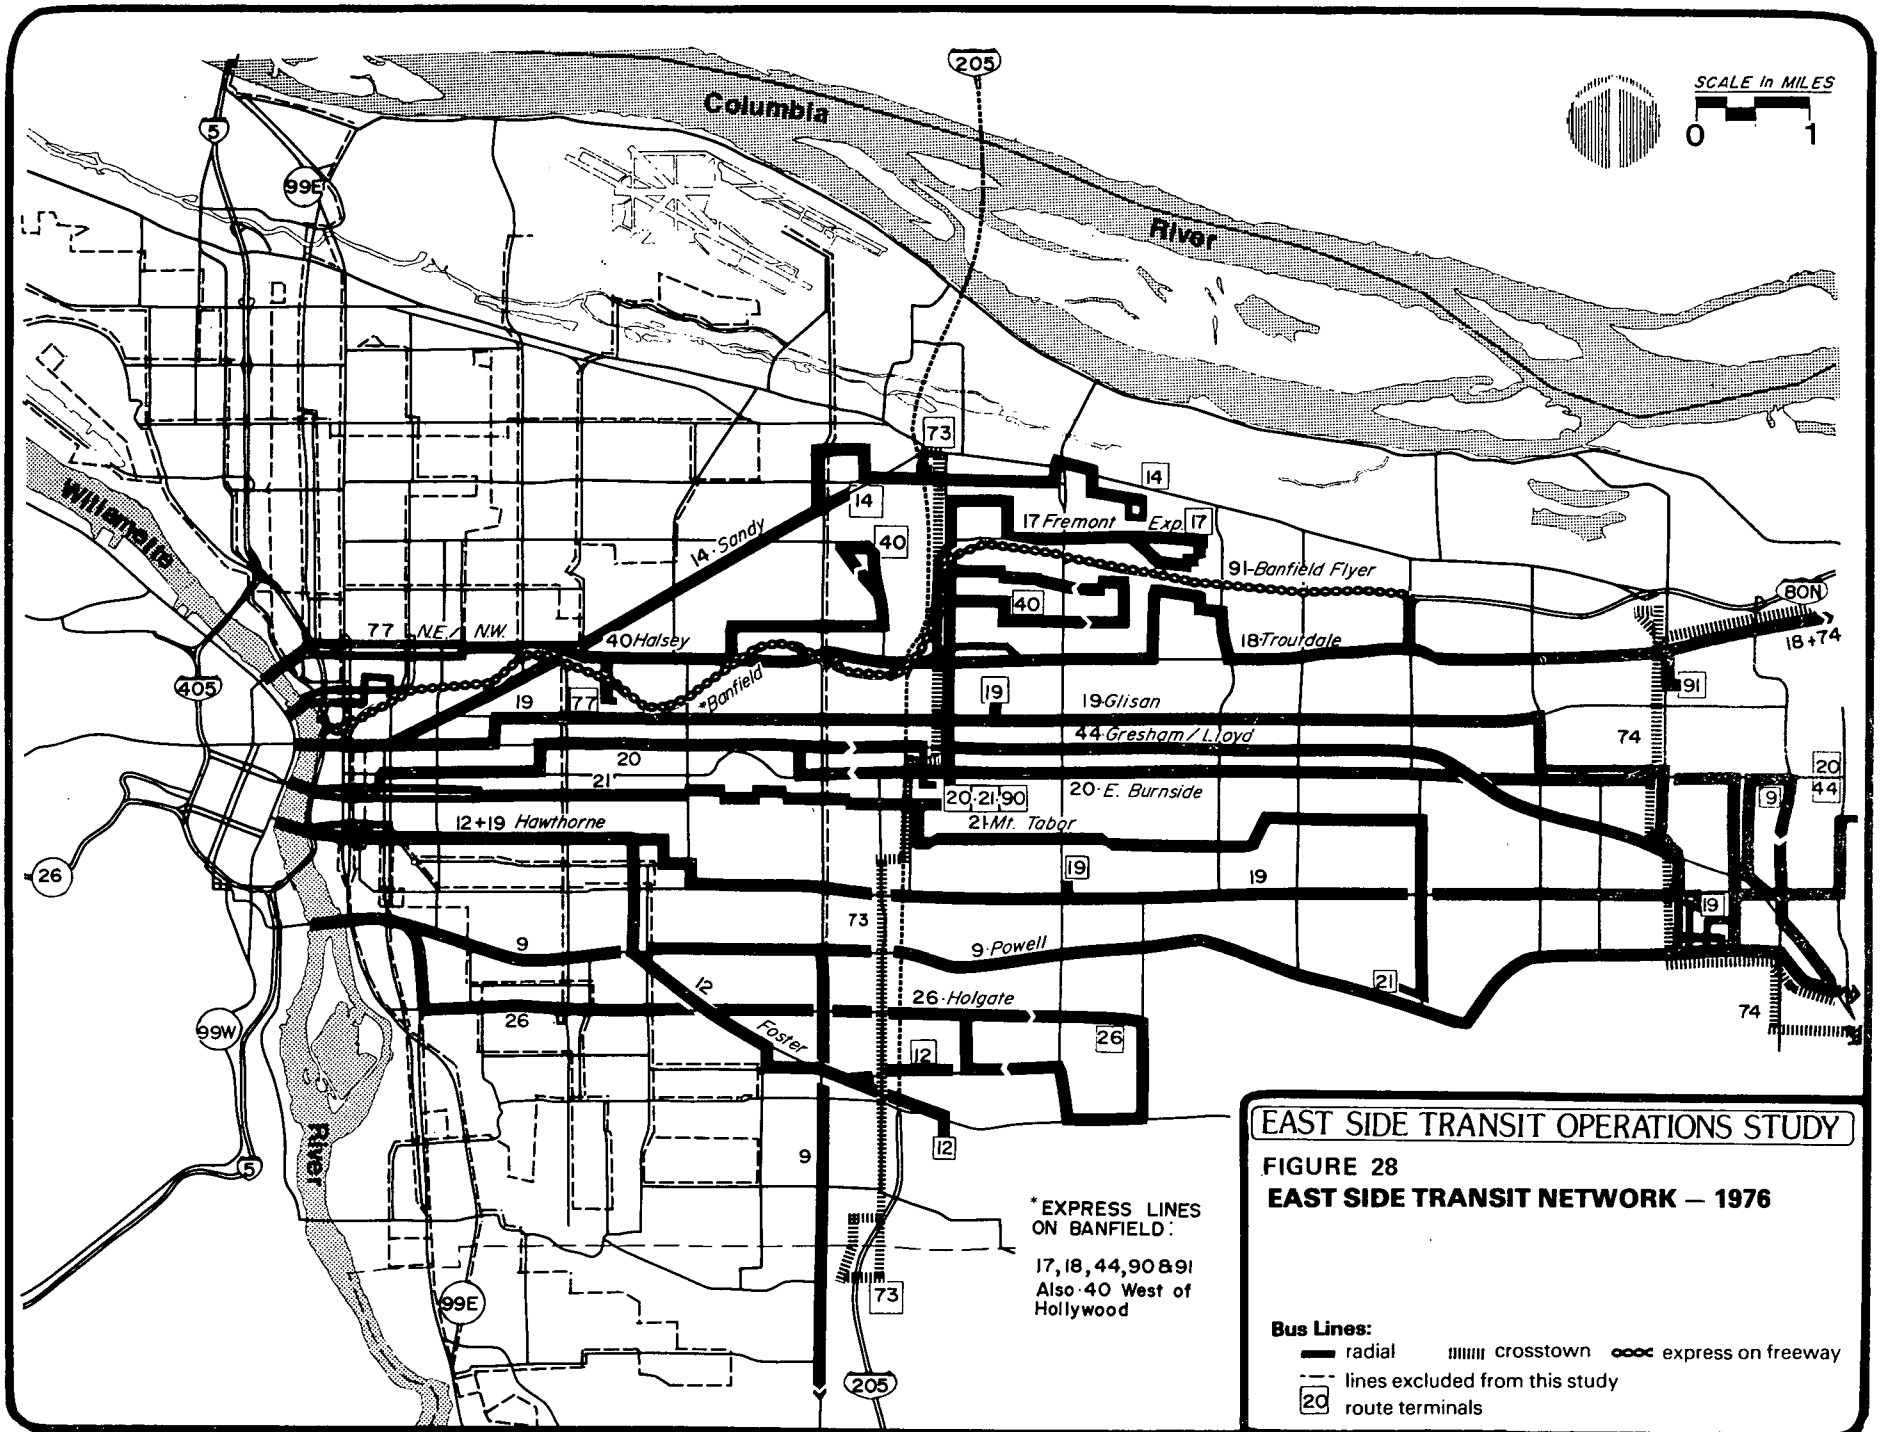 205
SCALE in MILES
0 1
Columbia
5
99E
River
73
14
14
Willamette
14·Sandy
17 Fremont Exp.
17
40
91-Banfield Flyer
80N
40
77 N.E./ N.W.
40 Halsey
18·Troutdale
18+74
405
*Banfield
77
19
19
19·Glisan
91
44·Gresham/Lloyd
74
20
20
44
21
20·21·90
20·E. Burnside
9
12+19 Hawthorne
21·Mt. Tabor
26
19
19
19
73
9
9·Powell
12
21
26·Holgate
74
99W
26
Foster
26
12
River
12
5
9
*EXPRESS LINES
ON BANFIELD:
17,18,44,90&91
Also·40 West of
Hollywood
73
99E
205
EAST SIDE TRANSIT OPERATIONS STUDY
FIGURE 28
EAST SIDE TRANSIT NETWORK — 1976
Bus Lines:
radial crosstown express on freeway
lines excluded from this study
20 route terminals